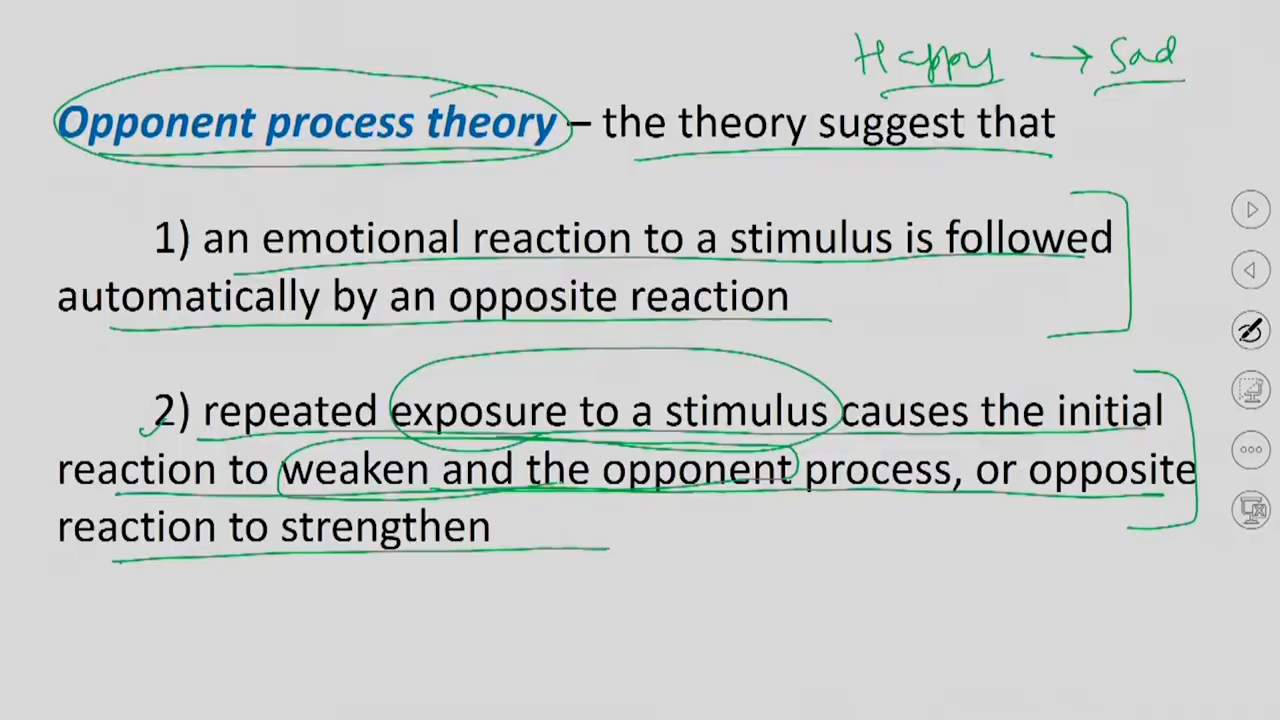 Happy → Sad
Opponent process theory – the theory suggest that
1) an emotional reaction to a stimulus is followed
automatically by an opposite reaction
2) repeated exposure to a stimulus causes the initial
reaction to weaken and the opponent process, or opposite
reaction to strengthen